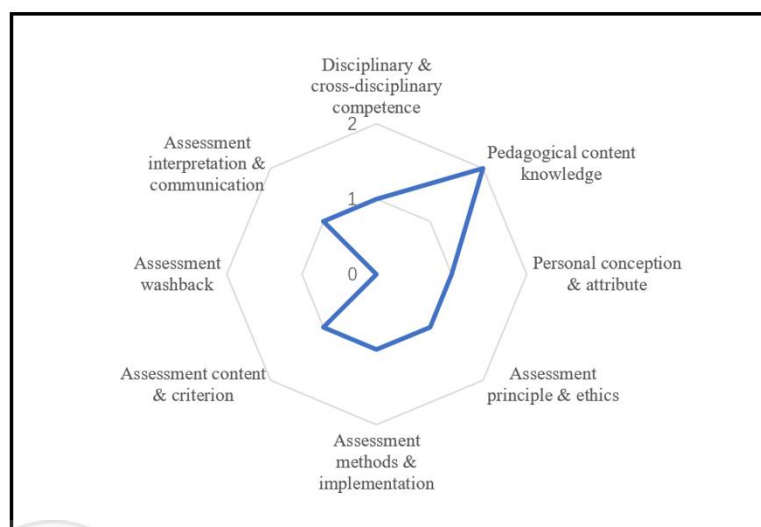 Disciplinary &
cross-disciplinary
competence
2
Assessment
interpretation &
communication
Pedagogical content
knowledge
1
Assessment
washback
0
Personal conception
& attribute
Assessment content
& criterion
Assessment
principle & ethics
Assessment
methods &
implementation